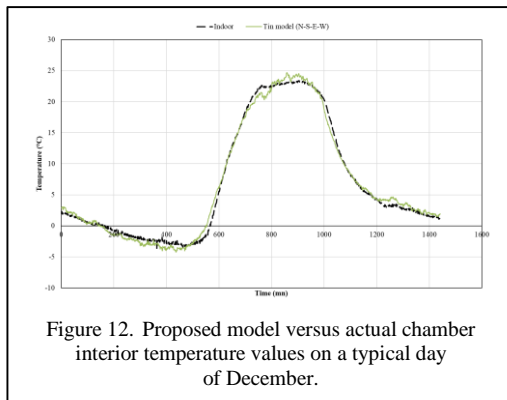 Indoor Tin model (N-S-E-W)
30
25
20
15
10
5
0
-5
-10
Temperature (°C)
0 200 400 600 800 1000 1200 1400 1600
Time (mn)
Figure 12. Proposed model versus actual chamber
interior temperature values on a typical day
of December.